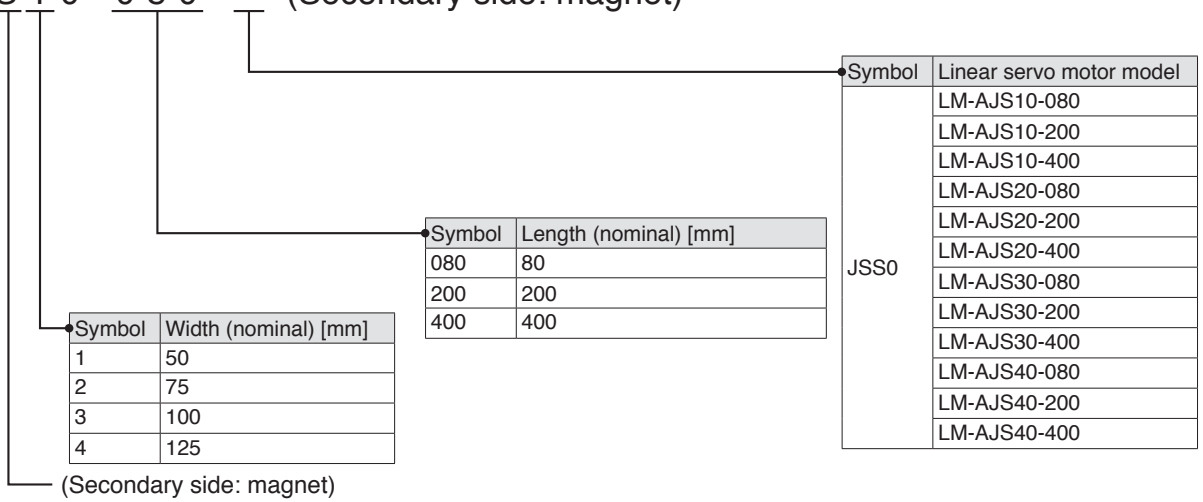 (Secondary side: magnet)
Symbol Linear servo motor model
JSS0
LM-AJS10-080
LM-AJS10-200
LM-AJS10-400
LM-AJS20-080
LM-AJS20-200
LM-AJS20-400
LM-AJS30-080
LM-AJS30-200
LM-AJS30-400
LM-AJS40-080
LM-AJS40-200
LM-AJS40-400
Symbol Length (nominal) [mm]
080 80
200 200
400 400
Symbol Width (nominal) [mm]
1 50
2 75
3 100
4 125
(Secondary side: magnet)